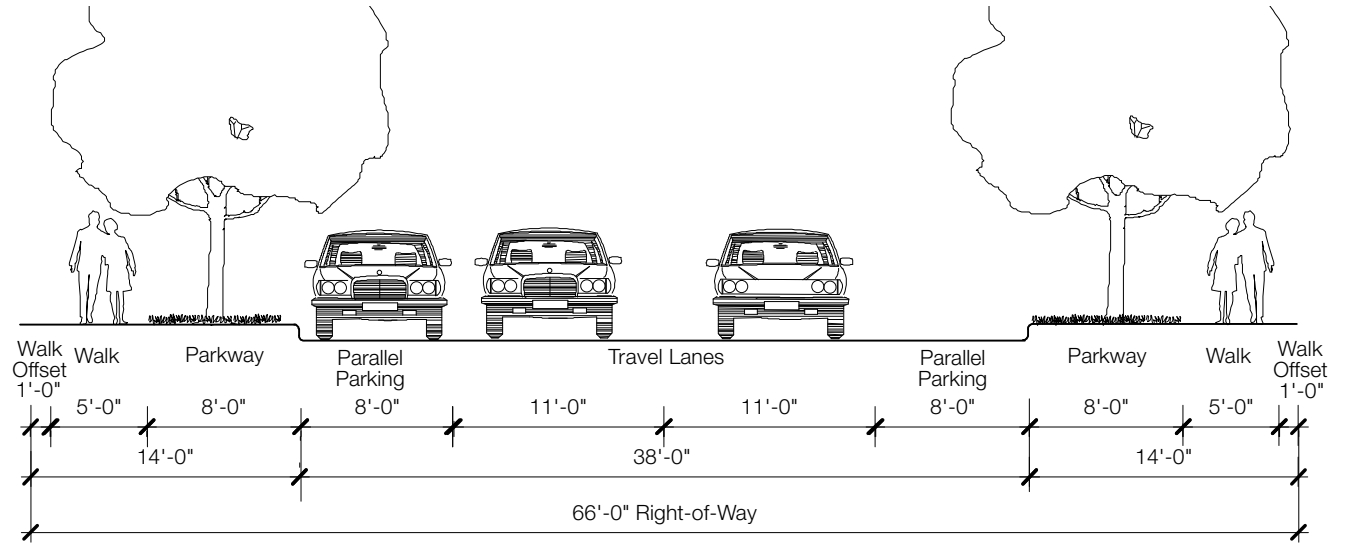 Walk
Offset
1'-0"
Walk
Parkway
Parallel
Parking
Travel Lanes
Parallel
Parking
Parkway
Walk
Walk
Offset
1'-0"
5'-0" 8'-0" 8'-0" 11'-0" 11'-0" 8'-0" 8'-0" 5'-0"
14'-0" 38'-0" 14'-0"
66'-0" Right-of-Way